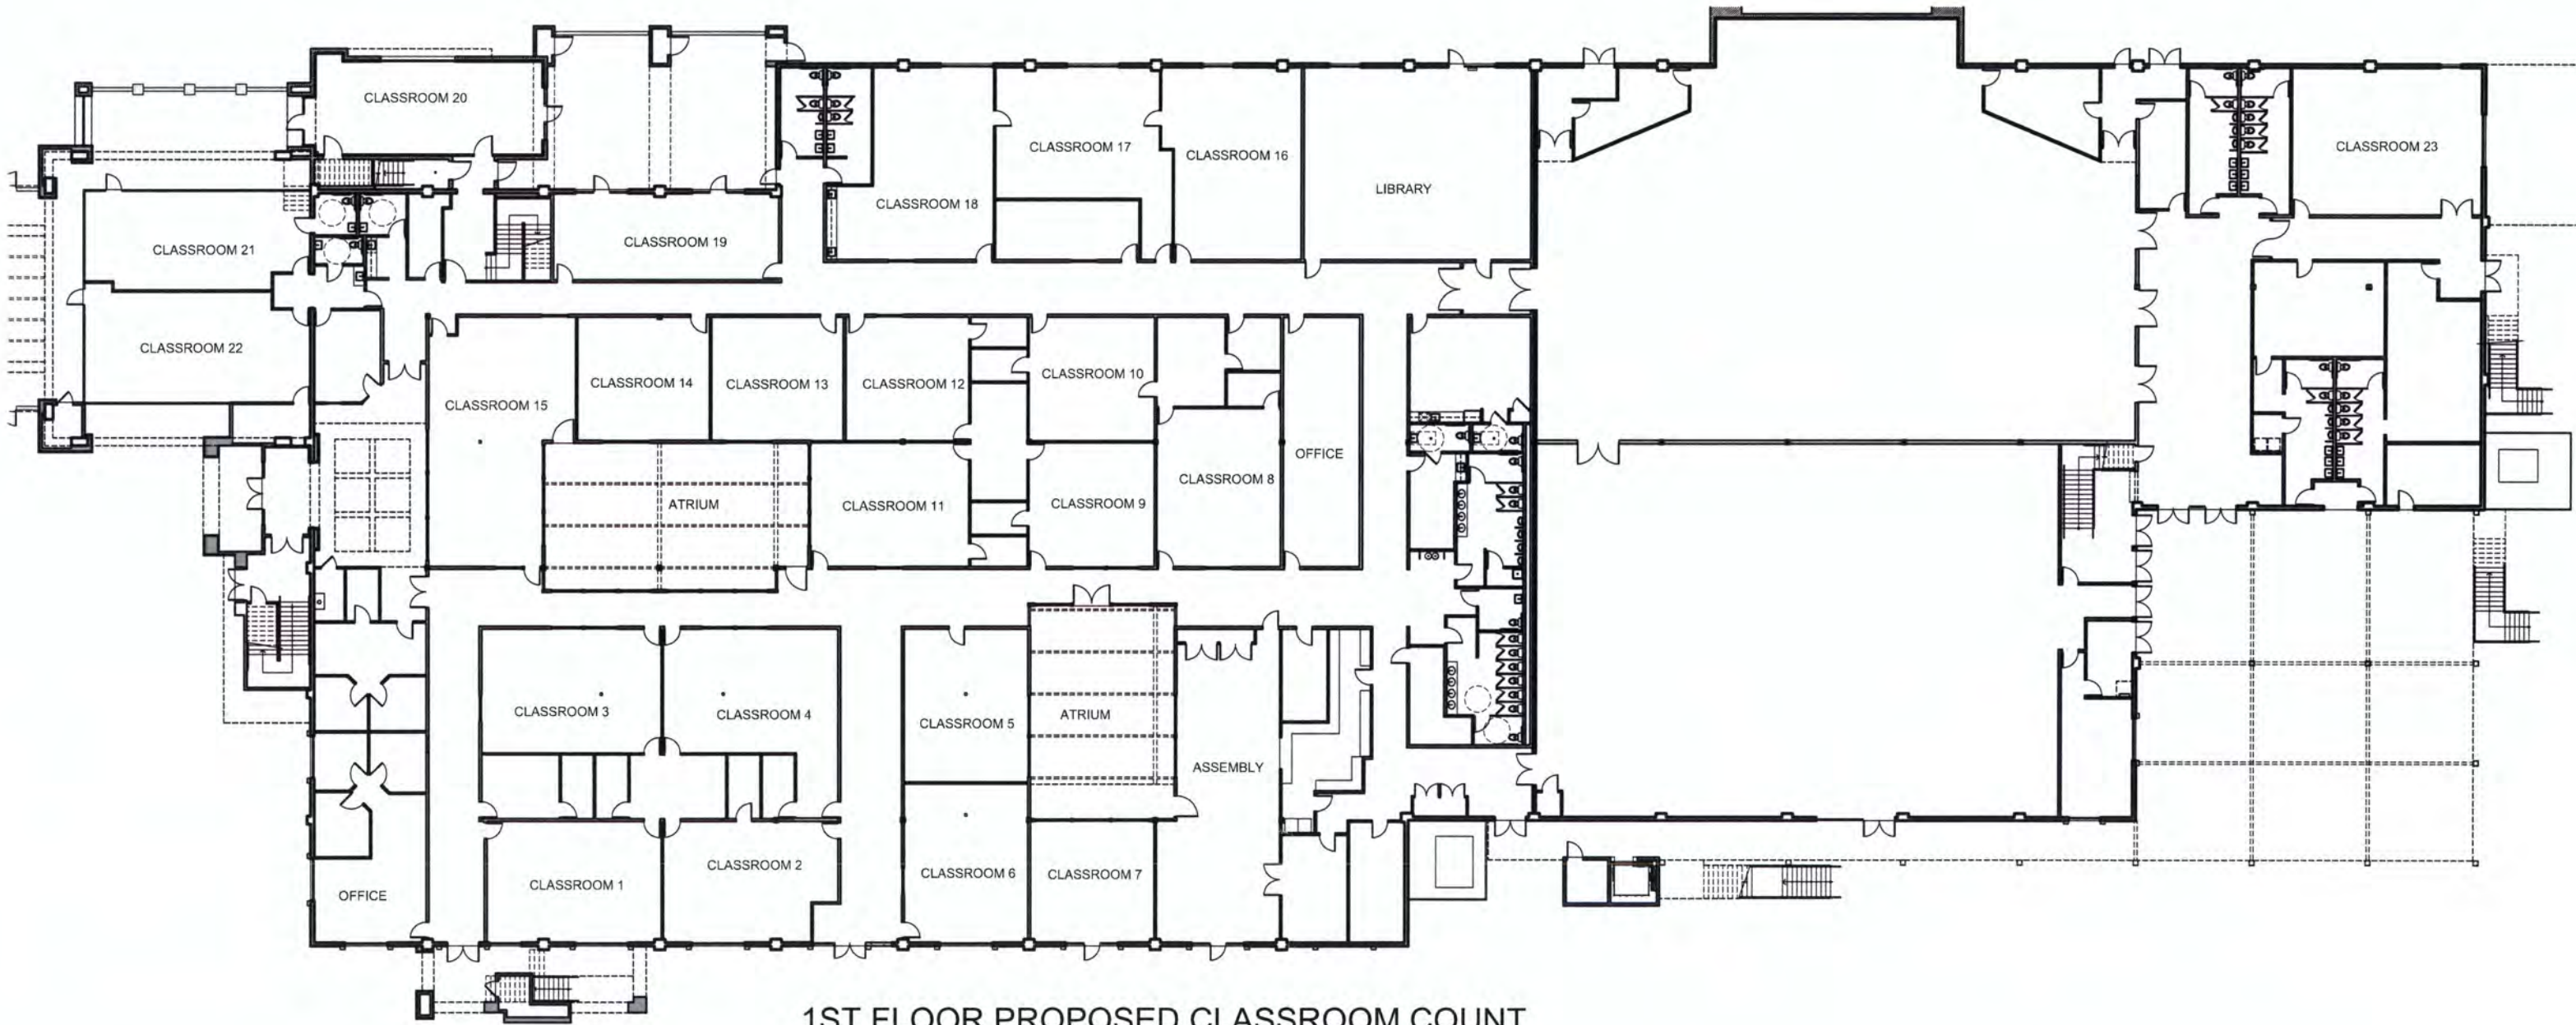 CLASSROOM 20
CLASSROOM 17
CLASSROOM 16
CLASSROOM 23
LIBRARY
CLASSROOM 18
CLASSROOM 21
CLASSROOM 19
CLASSROOM 22
CLASSROOM 15
CLASSROOM 14
CLASSROOM 13
CLASSROOM 12
CLASSROOM 10
OFFICE
CLASSROOM 8
ATRIUM
CLASSROOM 11
CLASSROOM 9
CLASSROOM 3
CLASSROOM 4
CLASSROOM 5
ATRIUM
ASSEMBLY
CLASSROOM 1
CLASSROOM 2
CLASSROOM 6
CLASSROOM 7
OFFICE
1ST FLOOR PROPOSED CLASSROOM COUNT